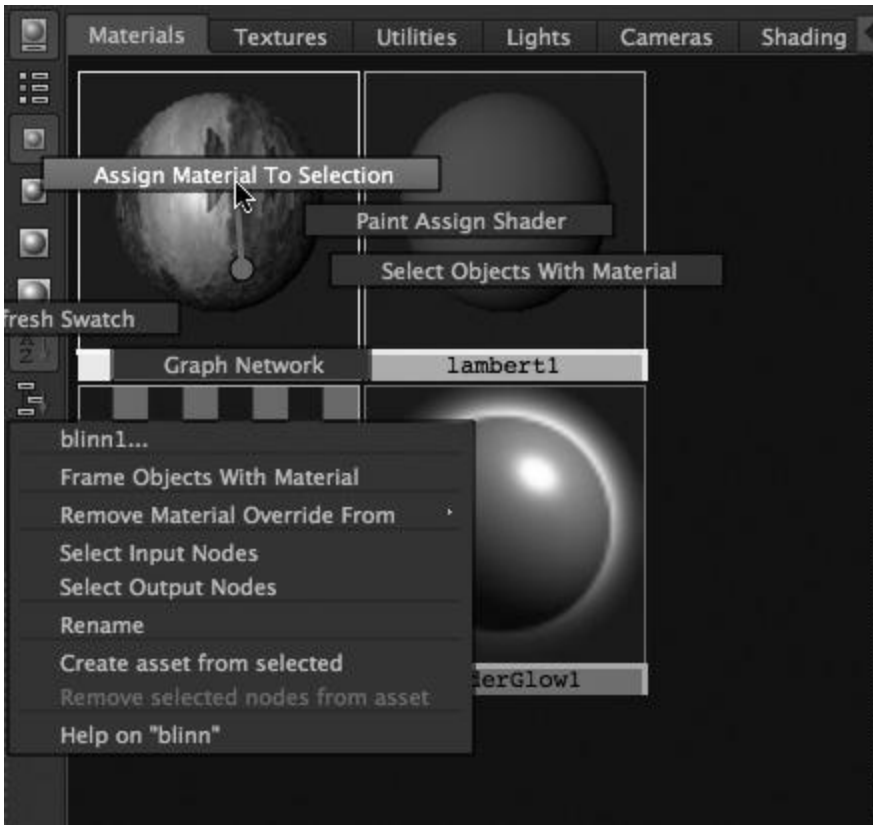 Materials Textures Utilities Lights Cameras Shading
Assign Material To Selection
Paint Assign Shader
Select Objects With Material
fresh Swatch
A
Z
Graph Network
lambert1
blinn1...
Frame Objects With Material
Remove Material Override From
Select Input Nodes
Select Output Nodes
Rename
Create asset from selected
derGlow1
Remove selected nodes from asset
Help on "blinn"